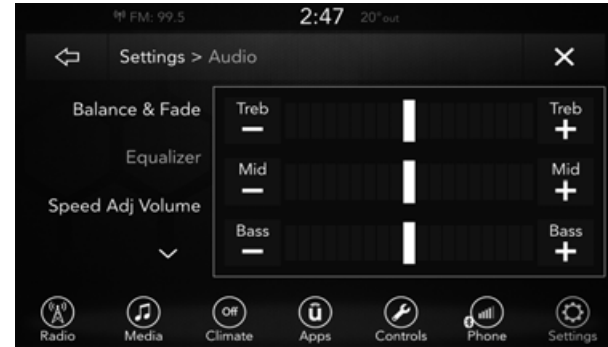 FM: 99.5 2:47 20°out
Settings > Audio
Balance & Fade
Equalizer
Speed Adj Volume
Treb Treb
Mid Mid
Bass Bass
Radio Media Off Climate ū Apps Controls Phone Settings